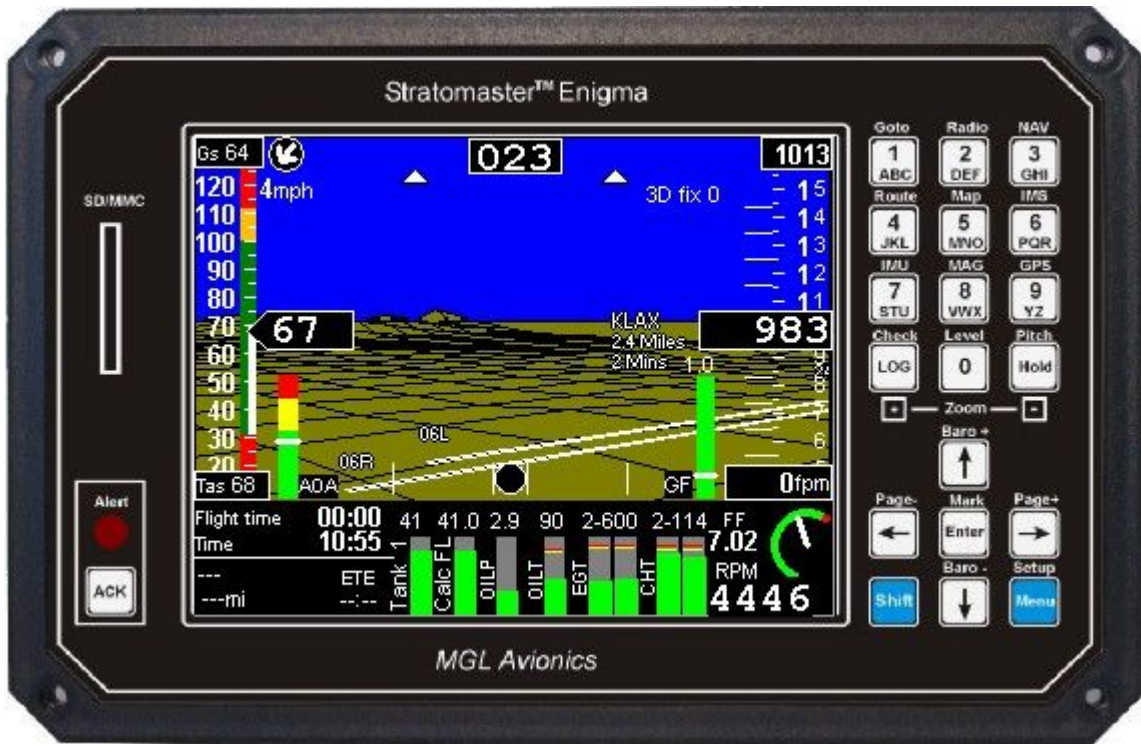 Stratomaster™ Enigma
SD/MMC
Alert
ACK
Gs 64
023
1013
4mph
3D fix 0
120
110
100
90
80
70
60
50
40
30
20
67
15
14
13
12
11
983
KLAX
2.4 Miles
2 Mins
1.0
6
06L
06R
Tas 68
AOA
GF
0fpm
Flight time 00:00
Time 10:55
---
---mi
ETE
--:--
41 41.0 2.9 90 2-600 2-114 FF
7.02
RPM
4446
Tank 1
Calc FL
OILP
OILT
EGT
CHT
Goto Radio NAV
1 2 3
ABC DEF GHI
Route Map IMS
4 5 6
JKL MNO PQR
IMU MAG GPS
7 8 9
STU VWX YZ
Check Level Pitch
LOG 0 Hold
+ Zoom -
Baro +
Page- Mark Page+
Enter
Baro - Setup
Shift Menu
MGL Avionics